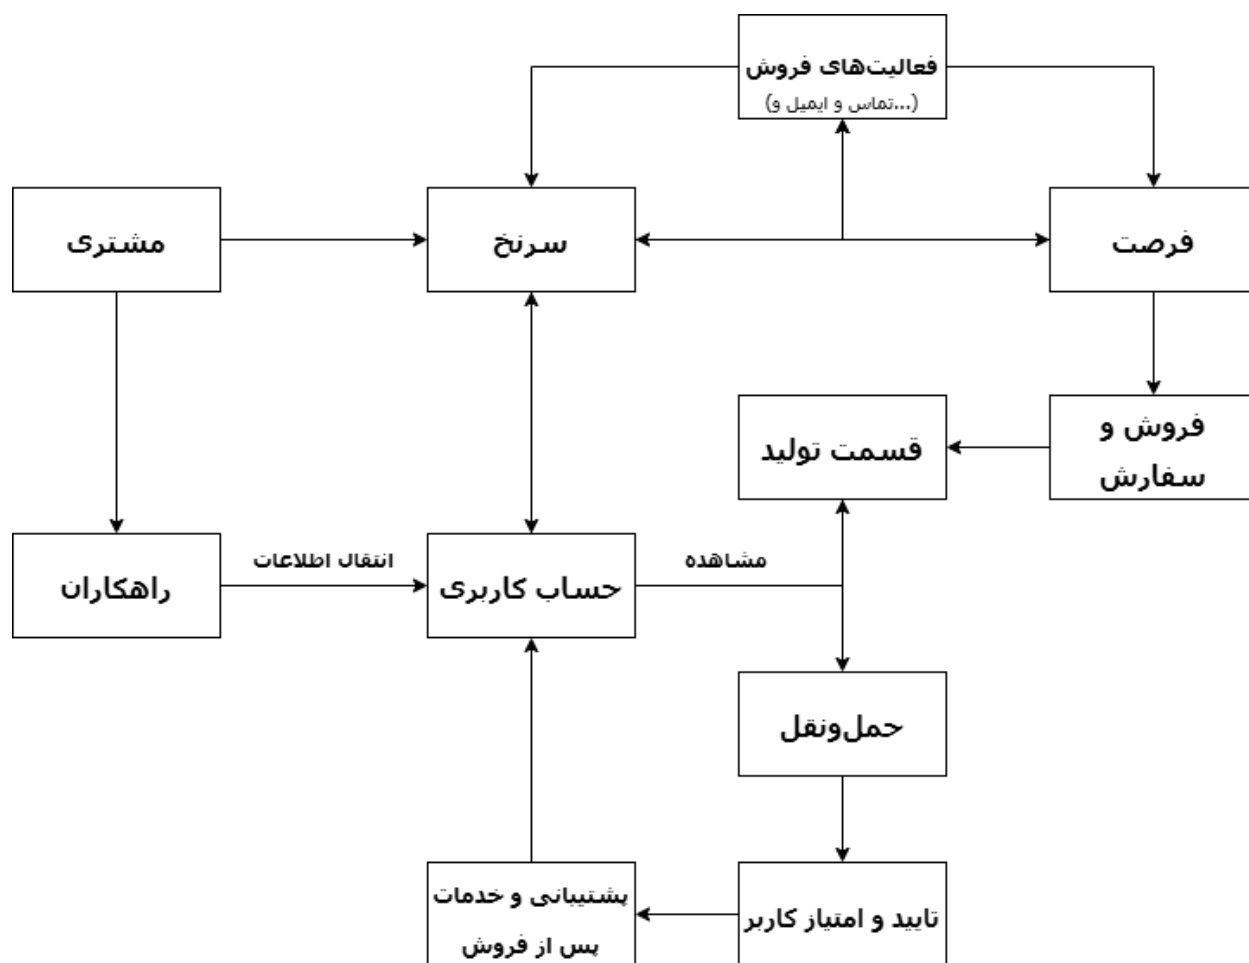 فعالیت‌های فروش
(...تماس و ایمیل و)
مشتری
سرنخ
فرصت
قسمت تولید
فروش و
سفارش
راهکاران
انتقال اطلاعات
حساب کاربری
مشاهده
حمل‌ونقل
پشتیبانی و خدمات
پس از فروش
تایید و امتیاز کاربر